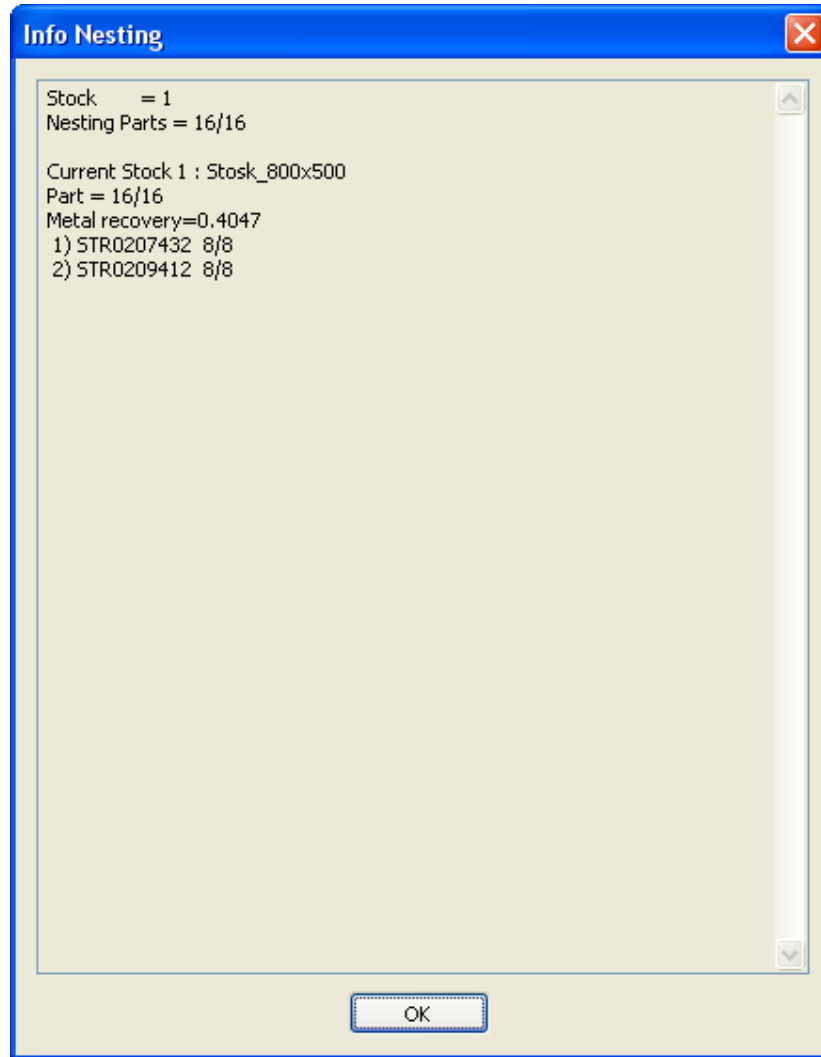 Info Nesting
Stock = 1
Nesting Parts = 16/16
Current Stock 1 : Stosk_800x500
Part = 16/16
Metal recovery=0.4047
1) STR0207432 8/8
2) STR0209412 8/8
OK